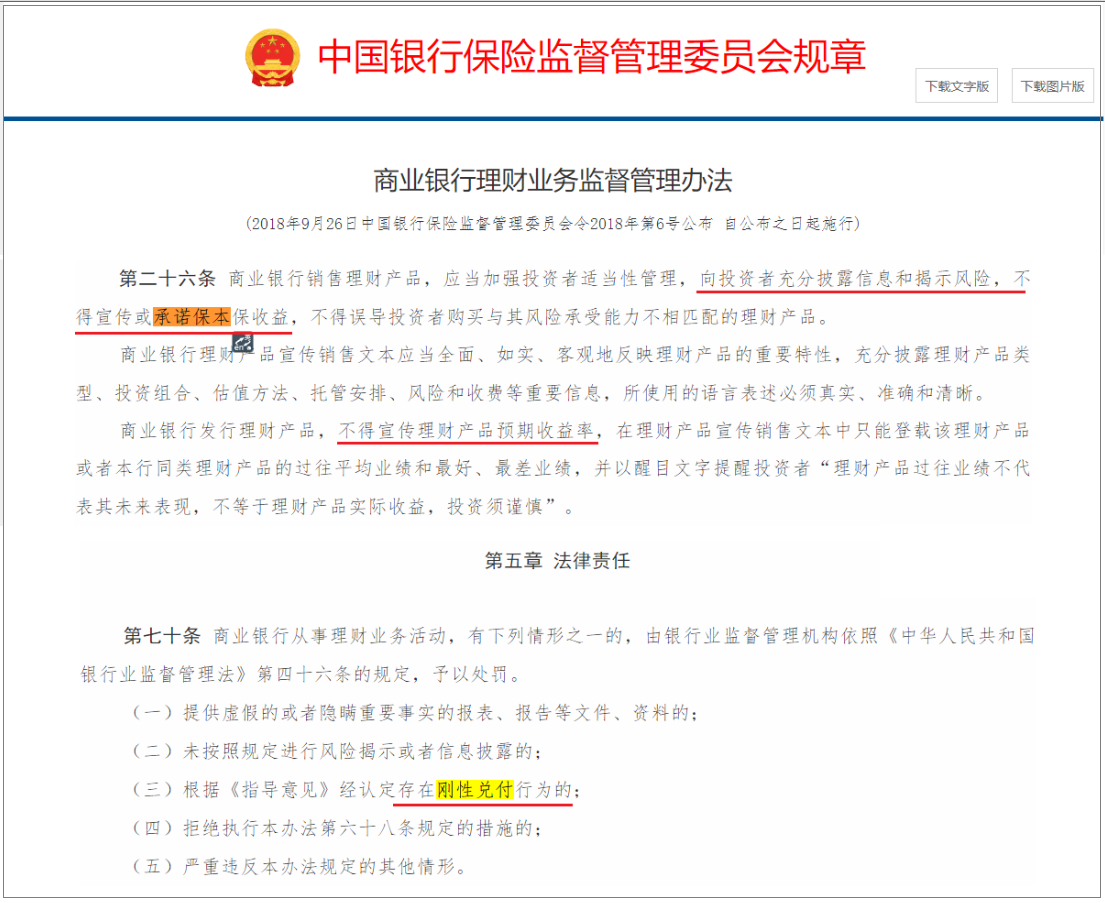 中国银行保险监督管理委员会规章
下载文字版
下载图片版
商业银行理财业务监督管理办法
(2018年9月26日中国银行保险监督管理委员会令2018年第6号公布 自公布之日起施行)
第二十六条 商业银行销售理财产品，应当加强投资者适当性管理，向投资者充分披露信息和揭示风险，不
得宣传或承诺保本保收益，不得误导投资者购买与其风险承受能力不相匹配的理财产品。
商业银行理财产品宣传销售文本应当全面、如实、客观地反映理财产品的重要特性，充分披露理财产品类
型、投资组合、估值方法、托管安排、风险和收费等重要信息，所使用的语言表述必须真实、准确和清晰。
商业银行发行理财产品，不得宣传理财产品预期收益率，在理财产品宣传销售文本中只能登载该理财产品
或者本行同类理财产品的过往平均业绩和最好、最差业绩，并以醒目文字提醒投资者“理财产品过往业绩不代
表其未来表现，不等于理财产品实际收益，投资须谨慎”。
第五章 法律责任
第七十条 商业银行从事理财业务活动，有下列情形之一的，由银行业监督管理机构依照《中华人民共和国
银行业监督管理法》第四十六条的规定，予以处罚。
（一）提供虚假的或者隐瞒重要事实的报表、报告等文件、资料的；
（二）未按照规定进行风险揭示或者信息披露的；
（三）根据《指导意见》经认定存在刚性兑付行为的；
（四）拒绝执行本办法第六十八条规定的措施的；
（五）严重违反本办法规定的其他情形。